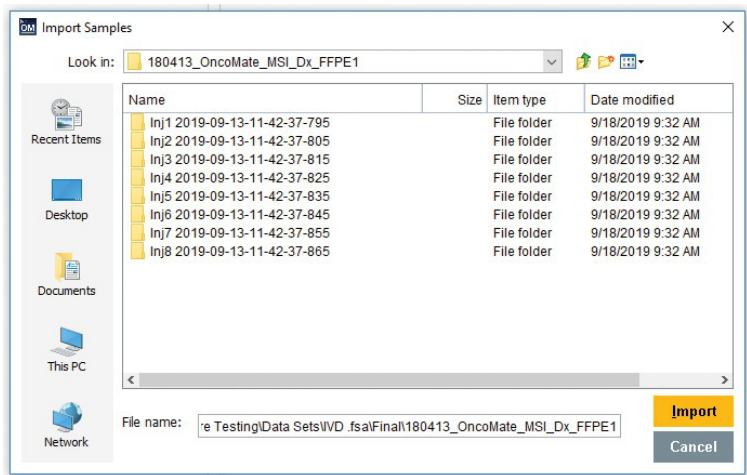 OM Import Samples
Look in: 180413_OncoMate_MSI_Dx_FFPE1
Name Size Item type Date modified
Inj1 2019-09-13-11-42-37-795 File folder 9/18/2019 9:32 AM
Inj2 2019-09-13-11-42-37-805 File folder 9/18/2019 9:32 AM
Inj3 2019-09-13-11-42-37-815 File folder 9/18/2019 9:32 AM
Inj4 2019-09-13-11-42-37-825 File folder 9/18/2019 9:32 AM
Inj5 2019-09-13-11-42-37-835 File folder 9/18/2019 9:32 AM
Inj6 2019-09-13-11-42-37-845 File folder 9/18/2019 9:32 AM
Inj7 2019-09-13-11-42-37-855 File folder 9/18/2019 9:32 AM
Inj8 2019-09-13-11-42-37-865 File folder 9/18/2019 9:32 AM
Recent Items
Desktop
Documents
This PC
Network
File name: 're Testing\Data Sets\IVD .fsa\Final\180413_OncoMate_MSI_Dx_FFPE1
Import
Cancel